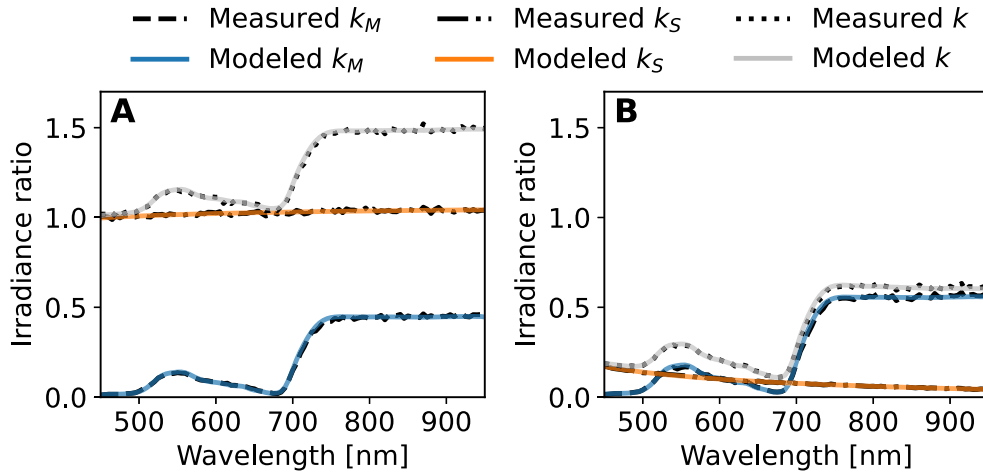 Measured k_M Measured k_S Measured k
Modeled k_M Modeled k_S Modeled k
A B
Irradiance ratio Irradiance ratio
1.5 1.5
1.0 1.0
0.5 0.5
0.0 0.0
500 600 700 800 900 500 600 700 800 900
Wavelength [nm] Wavelength [nm]